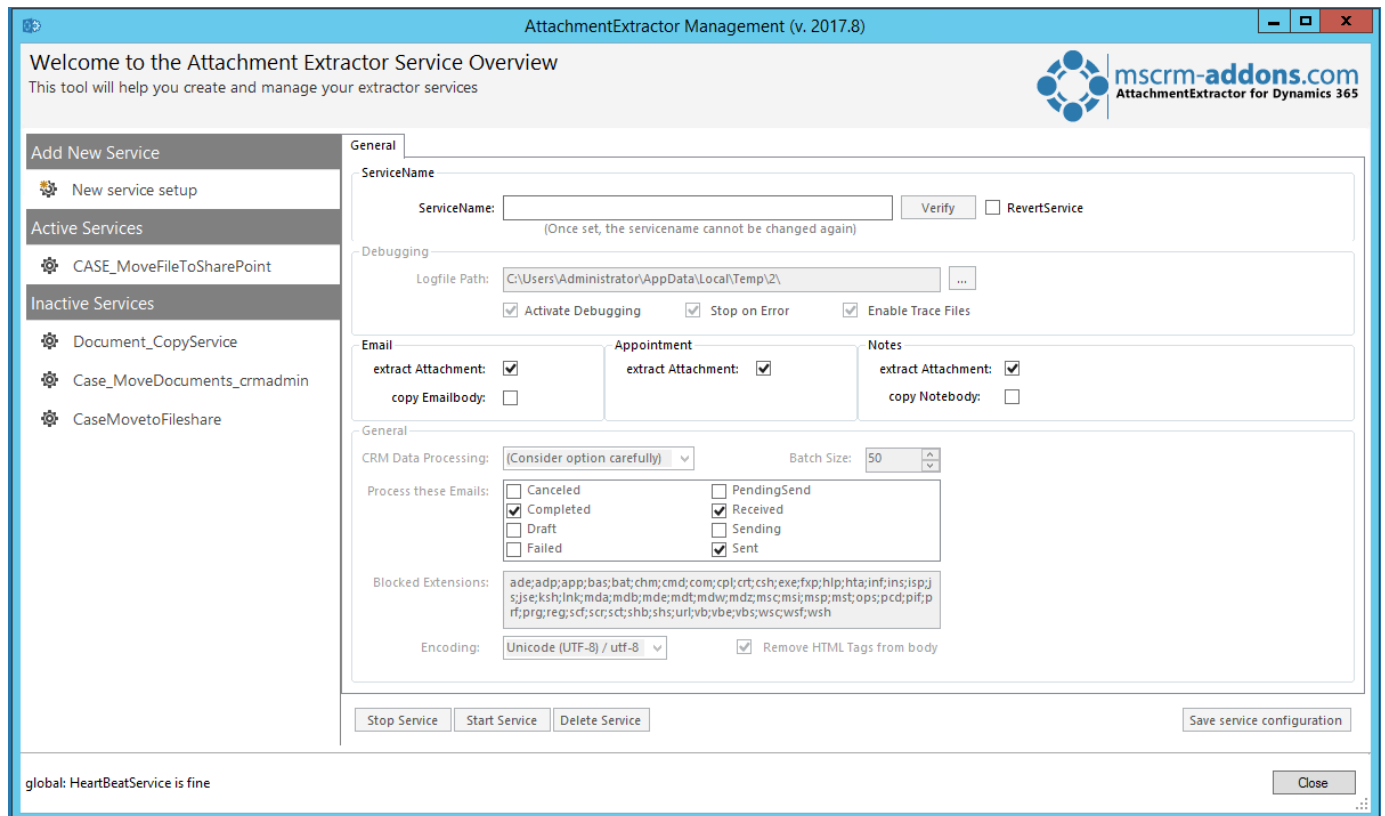 AttachmentExtractor Management (v. 2017.8)
Welcome to the Attachment Extractor Service Overview
This tool will help you create and manage your extractor services
mscrm-addons.com
AttachmentExtractor for Dynamics 365
Add New Service
New service setup
Active Services
CASE_MoveFileToSharePoint
Inactive Services
Document_CopyService
Case_MoveDocuments_crmadmin
CaseMovetoFileshare
General
ServiceName
ServiceName: Verify RevertService
(Once set, the servicename cannot be changed again)
Debugging
Logfile Path: C:\Users\Administrator\AppData\Local\Temp\2\ ...
Activate Debugging Stop on Error Enable Trace Files
Email Appointment Notes
extract Attachment: extract Attachment: extract Attachment:
copy Emailbody: copy Notebody:
General
CRM Data Processing: (Consider option carefully) Batch Size: 50
Process these Emails: Canceled PendingSend
Completed Received
Draft Sending
Failed Sent
Blocked Extensions: ade;adp;app;bas;bat;chm;cmd;com;cpl;crt;csh;exe;fxp;hlp;hta;inf;ins;isp;j
s;jse;ksh;lnk;mda;mdb;mde;mdt;mdw;mdz;msc;msi;msp;mst;ops;pcd;pif;p
rf;prg;reg;scf;scr;sct;shb;shs;url;vb;vbe;vbs;wsc;wsf;wsh
Encoding: Unicode (UTF-8) / utf-8 Remove HTML Tags from body
Stop Service Start Service Delete Service Save service configuration
global: HeartBeatService is fine Close